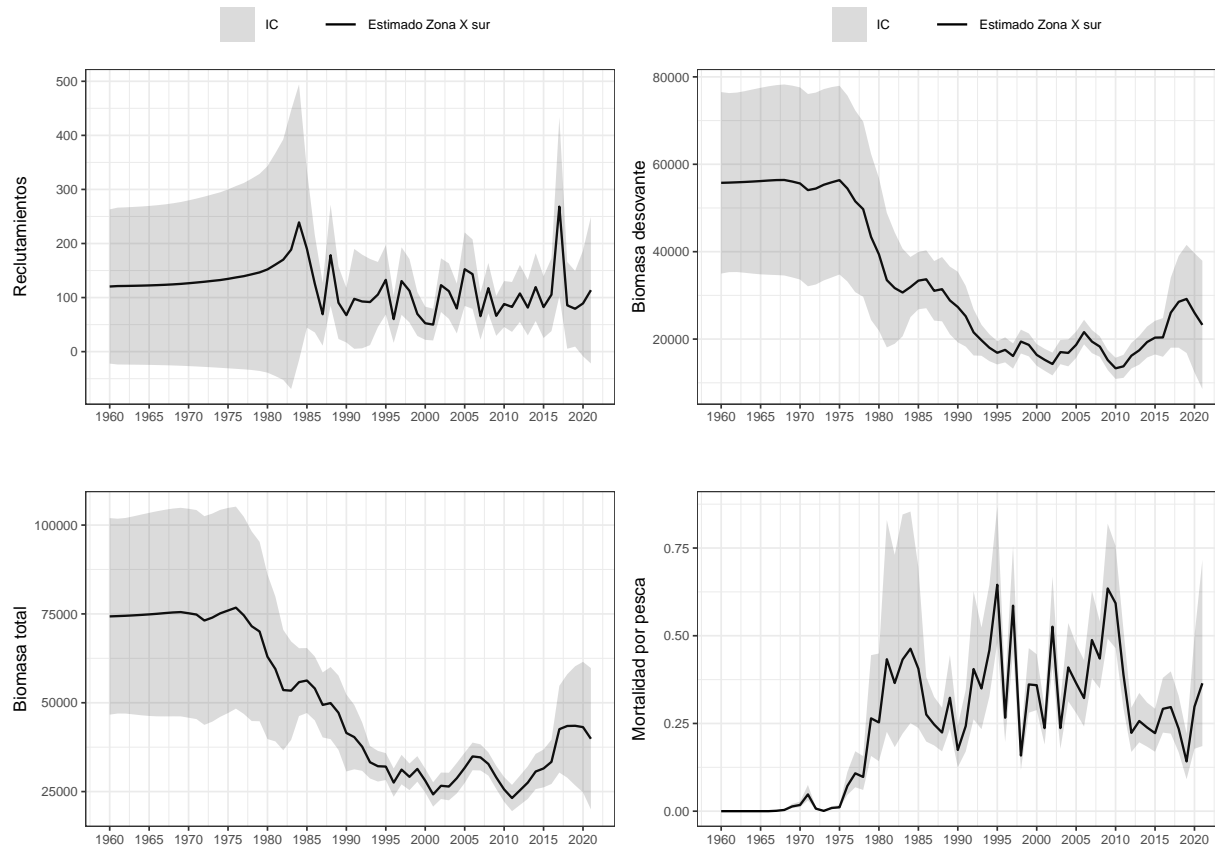 IC Estimado Zona X sur
IC Estimado Zona X sur
Reclutamientos
500
400
300
200
100
0
1960 1965 1970 1975 1980 1985 1990 1995 2000 2005 2010 2015 2020
Biomasa desovante
80000
60000
40000
20000
1960 1965 1970 1975 1980 1985 1990 1995 2000 2005 2010 2015 2020
Biomasa total
100000
75000
50000
25000
1960 1965 1970 1975 1980 1985 1990 1995 2000 2005 2010 2015 2020
Mortalidad por pesca
0.75
0.50
0.25
0.00
1960 1965 1970 1975 1980 1985 1990 1995 2000 2005 2010 2015 2020